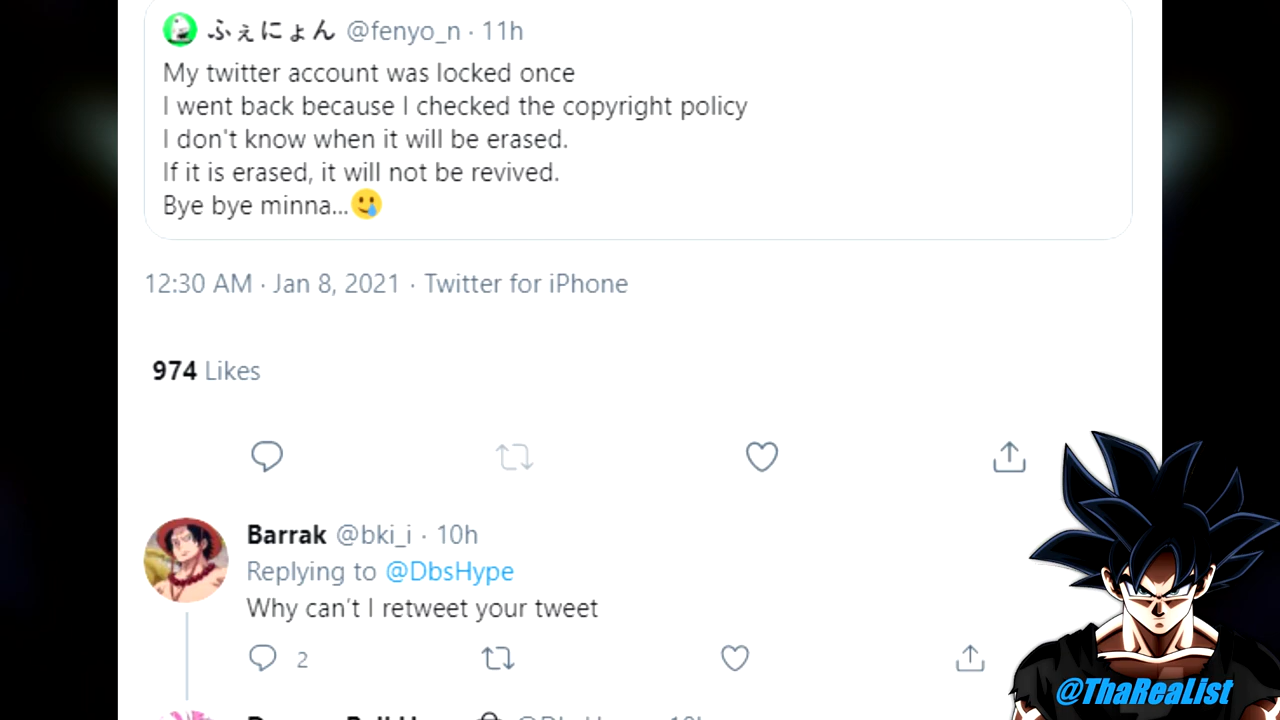 ふぇにょん @fenyo_n · 11h
My twitter account was locked once
I went back because I checked the copyright policy
I don't know when it will be erased.
If it is erased, it will not be revived.
Bye bye minna...🥲
12:30 AM · Jan 8, 2021 · Twitter for iPhone
974 Likes
Barrak @bki_i · 10h
Replying to @DbsHype
Why can't I retweet your tweet
2
@ThaReaList